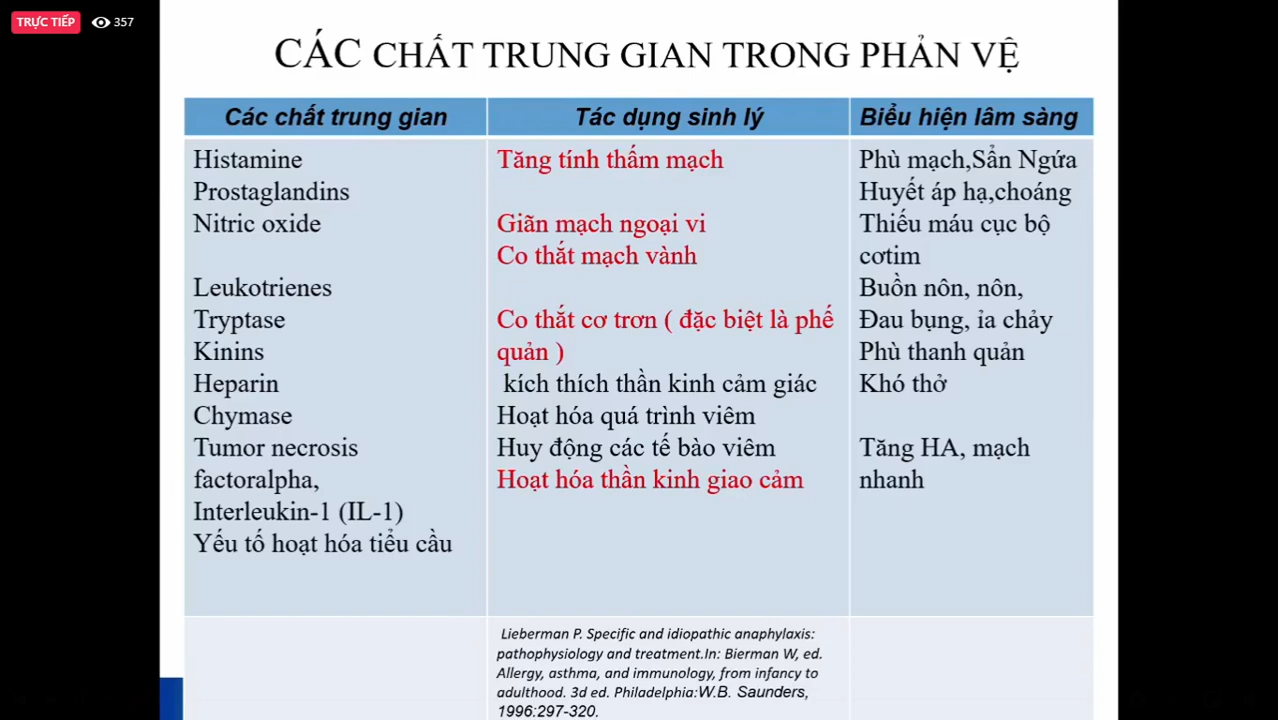 TRỰC TIẾP 357
CÁC CHẤT TRUNG GIAN TRONG PHẢN VỆ
Các chất trung gian
Tác dụng sinh lý
Biểu hiện lâm sàng
Histamine
Prostaglandins
Nitric oxide
Leukotrienes
Tryptase
Kinins
Heparin
Chymase
Tumor necrosis
factoralpha,
Interleukin-1 (IL-1)
Yếu tố hoạt hóa tiểu cầu
Tăng tính thấm mạch
Giãn mạch ngoại vi
Co thắt mạch vành
Co thắt cơ trơn ( đặc biệt là phế
quản )
kích thích thần kinh cảm giác
Hoạt hóa quá trình viêm
Huy động các tế bào viêm
Hoạt hóa thần kinh giao cảm
Phù mạch,Sẩn Ngứa
Huyết áp hạ,choáng
Thiếu máu cục bộ
cơtim
Buồn nôn, nôn,
Đau bụng, ỉa chảy
Phù thanh quản
Khó thở
Tăng HA, mạch
nhanh
Lieberman P. Specific and idiopathic anaphylaxis:
pathophysiology and treatment.In: Bierman W, ed.
Allergy, asthma, and immunology, from infancy to
adulthood. 3d ed. Philadelphia:W.B. Saunders,
1996:297-320.